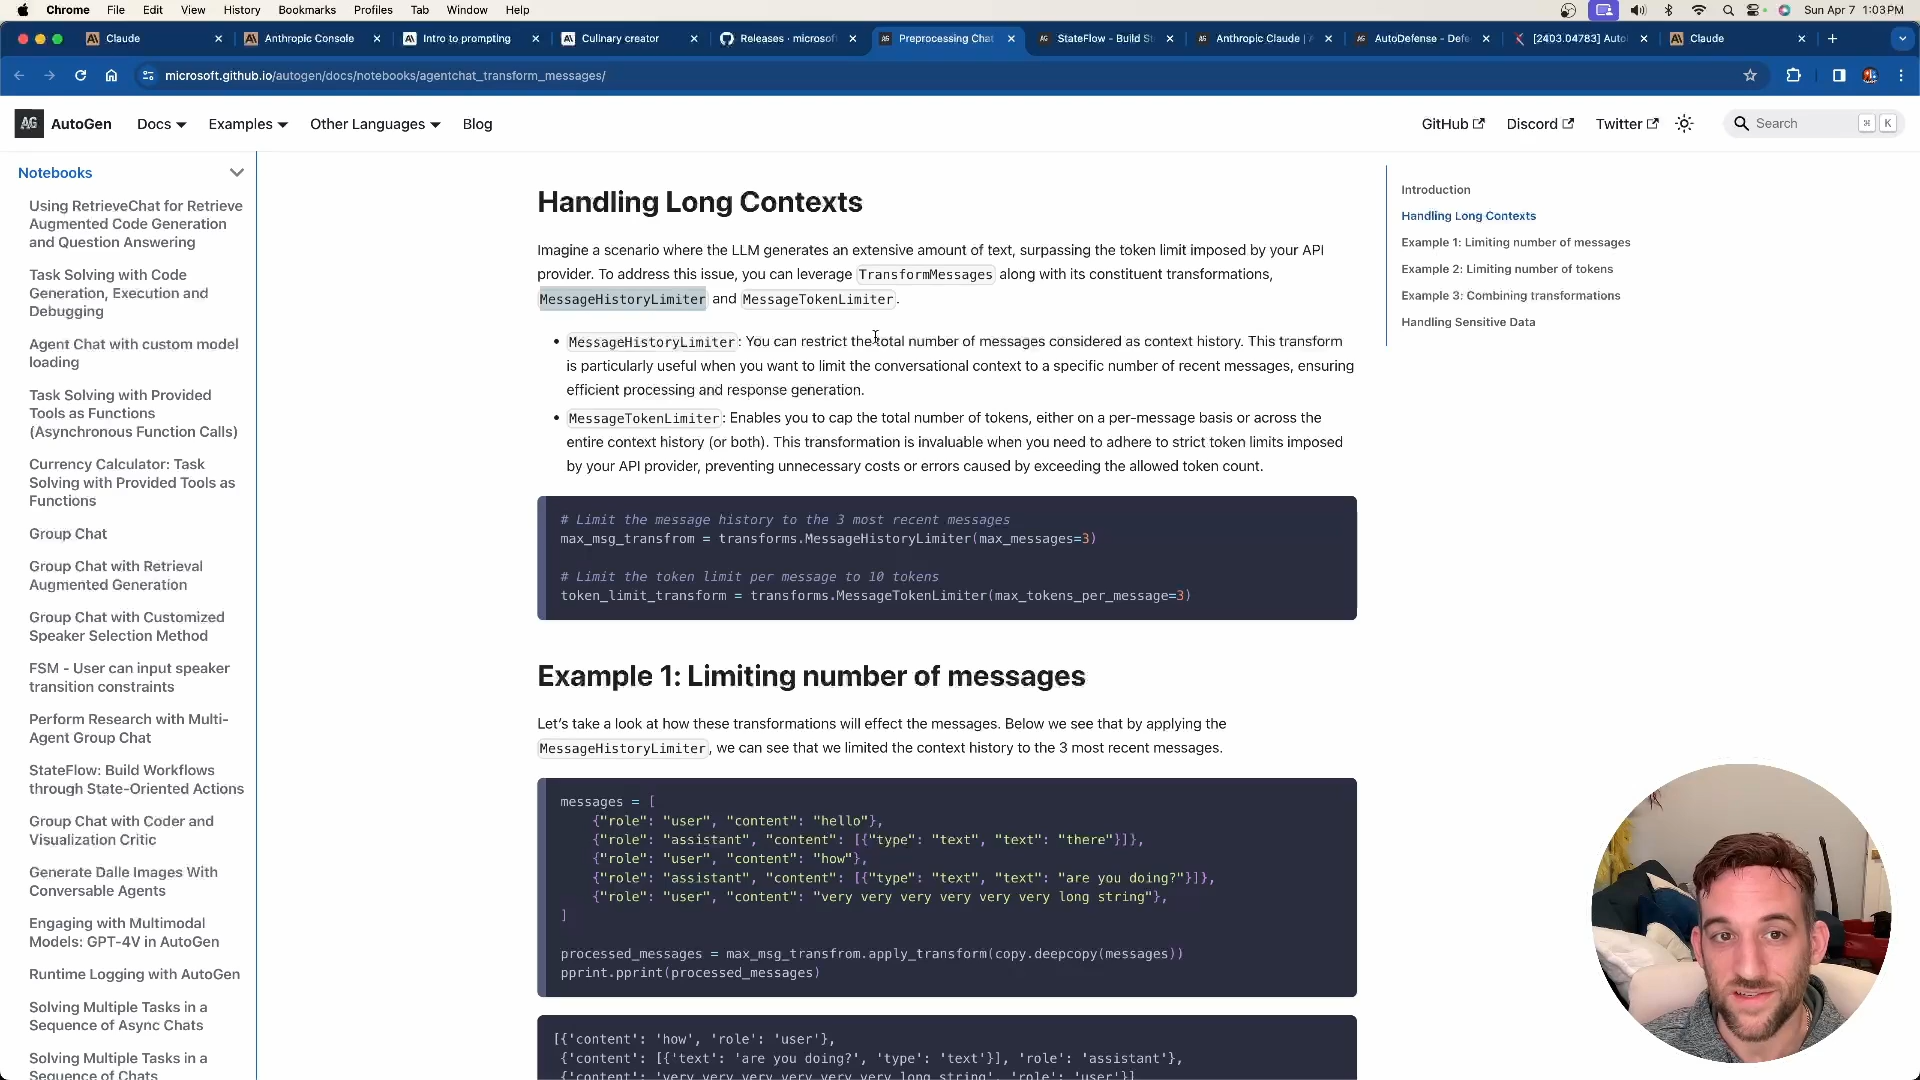 Chrome File Edit View History Bookmarks Profiles Tab Window Help Sun Apr 7 1:03 PM
Claude Anthropic Console Intro to prompting Culinary creator Releases · microsof Preprocessing Chat StateFlow - Build St Anthropic Claude | A AutoDefense - Defe [2403.04783] Auto Claude
microsoft.github.io/autogen/docs/notebooks/agentchat_transform_messages/
AG AutoGen Docs Examples Other Languages Blog GitHub Discord Twitter Search ⌘ K
Notebooks
Using RetrieveChat for Retrieve
Augmented Code Generation
and Question Answering
Task Solving with Code
Generation, Execution and
Debugging
Agent Chat with custom model
loading
Task Solving with Provided
Tools as Functions
(Asynchronous Function Calls)
Currency Calculator: Task
Solving with Provided Tools as
Functions
Group Chat
Group Chat with Retrieval
Augmented Generation
Group Chat with Customized
Speaker Selection Method
FSM - User can input speaker
transition constraints
Perform Research with Multi-
Agent Group Chat
StateFlow: Build Workflows
through State-Oriented Actions
Group Chat with Coder and
Visualization Critic
Generate Dalle Images With
Conversable Agents
Engaging with Multimodal
Models: GPT-4V in AutoGen
Runtime Logging with AutoGen
Solving Multiple Tasks in a
Sequence of Async Chats
Solving Multiple Tasks in a
Sequence of Chats
Handling Long Contexts
Imagine a scenario where the LLM generates an extensive amount of text, surpassing the token limit imposed by your API
provider. To address this issue, you can leverage TransformMessages along with its constituent transformations,
MessageHistoryLimiter and MessageTokenLimiter.
• MessageHistoryLimiter: You can restrict the total number of messages considered as context history. This transform
is particularly useful when you want to limit the conversational context to a specific number of recent messages, ensuring
efficient processing and response generation.
• MessageTokenLimiter: Enables you to cap the total number of tokens, either on a per-message basis or across the
entire context history (or both). This transformation is invaluable when you need to adhere to strict token limits imposed
by your API provider, preventing unnecessary costs or errors caused by exceeding the allowed token count.
# Limit the message history to the 3 most recent messages
max_msg_transfrom = transforms.MessageHistoryLimiter(max_messages=3)
# Limit the token limit per message to 10 tokens
token_limit_transform = transforms.MessageTokenLimiter(max_tokens_per_message=3)
Example 1: Limiting number of messages
Let's take a look at how these transformations will effect the messages. Below we see that by applying the
MessageHistoryLimiter, we can see that we limited the context history to the 3 most recent messages.
messages = [
{"role": "user", "content": "hello"},
{"role": "assistant", "content": [{"type": "text", "text": "there"}]},
{"role": "user", "content": "how"},
{"role": "assistant", "content": [{"type": "text", "text": "are you doing?"}]},
{"role": "user", "content": "very very very very very very long string"},
]
processed_messages = max_msg_transfrom.apply_transform(copy.deepcopy(messages))
pprint.pprint(processed_messages)
[{'content': 'how', 'role': 'user'},
{'content': [{'text': 'are you doing?', 'type': 'text'}], 'role': 'assistant'},
{'content': 'very very very very very very long string', 'role': 'user'}]
Introduction
Handling Long Contexts
Example 1: Limiting number of messages
Example 2: Limiting number of tokens
Example 3: Combining transformations
Handling Sensitive Data